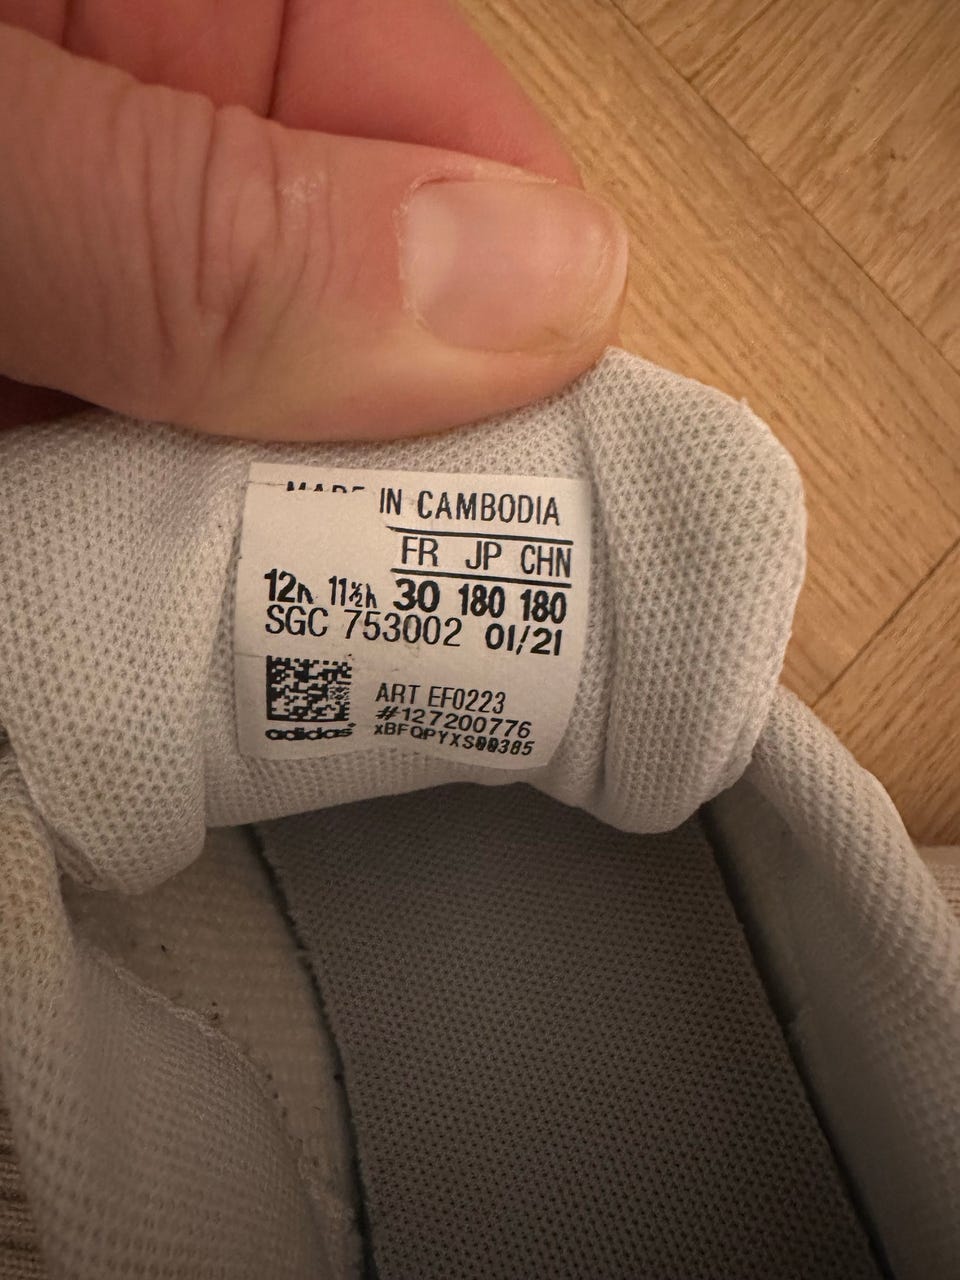 MADE IN CAMBODIA
FR JP CHN
12k 11½k 30 180 180
SGC 753002 01/21
ART EF0223
#127200776
adidas